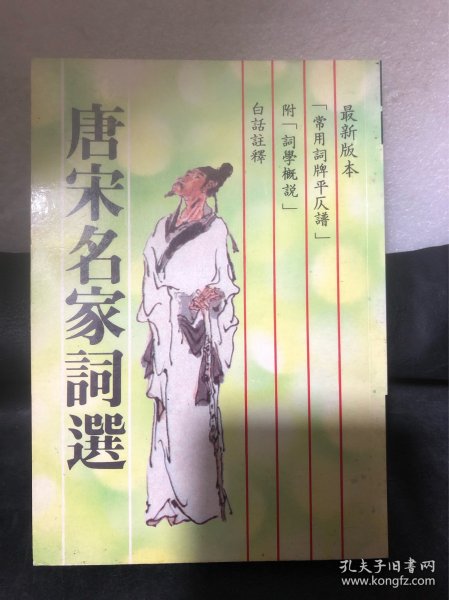 最新版本
「常用詞牌平仄譜」
附「詞學概説」
白話註釋
唐宋名家詞選
孔夫子旧书网
www.kongfz.com